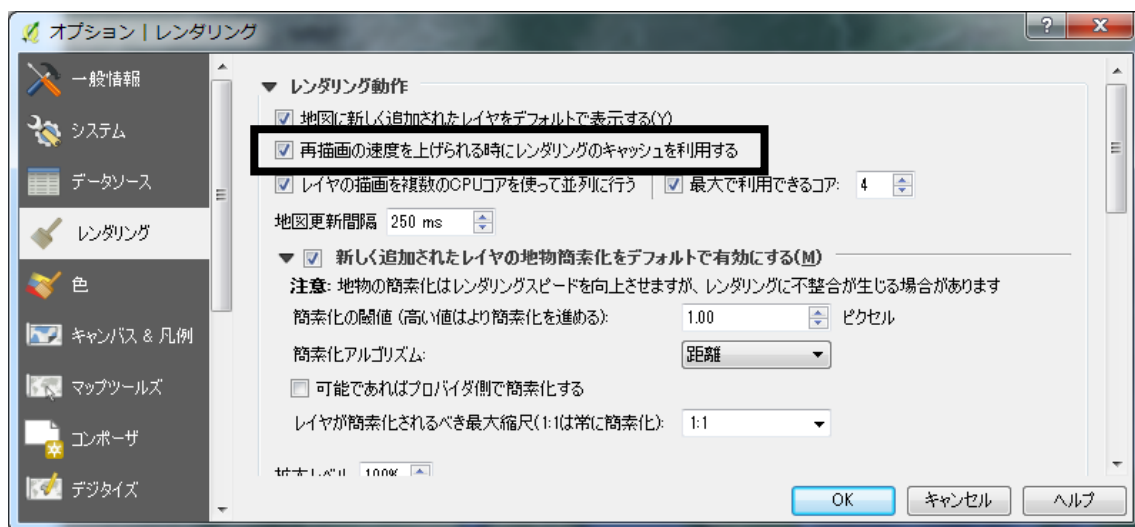 オプション | レンダリング
一般情報
システム
データソース
レンダリング
色
キャンバス & 凡例
マップツールズ
コンポーザ
デジタイズ
▼ レンダリング動作
地図に新しく追加されたレイヤをデフォルトで表示する(Y)
再描画の速度を上げられる時にレンダリングのキャッシュを利用する
レイヤの描画を複数のCPUコアを使って並列に行う 最大で利用できるコア: 4
地図更新間隔 250 ms
▼ 新しく追加されたレイヤの地物簡素化をデフォルトで有効にする(M)
注意: 地物の簡素化はレンダリングスピードを向上させますが、レンダリングに不整合が生じる場合があります
簡素化の閾値 (高い値はより簡素化を進める): 1.00 ピクセル
簡素化アルゴリズム: 距離
可能であればプロバイダ側で簡素化する
レイヤが簡素化されるべき最大縮尺(1:1は常に簡素化): 1:1
拡大レベル 100%
OK キャンセル ヘルプ